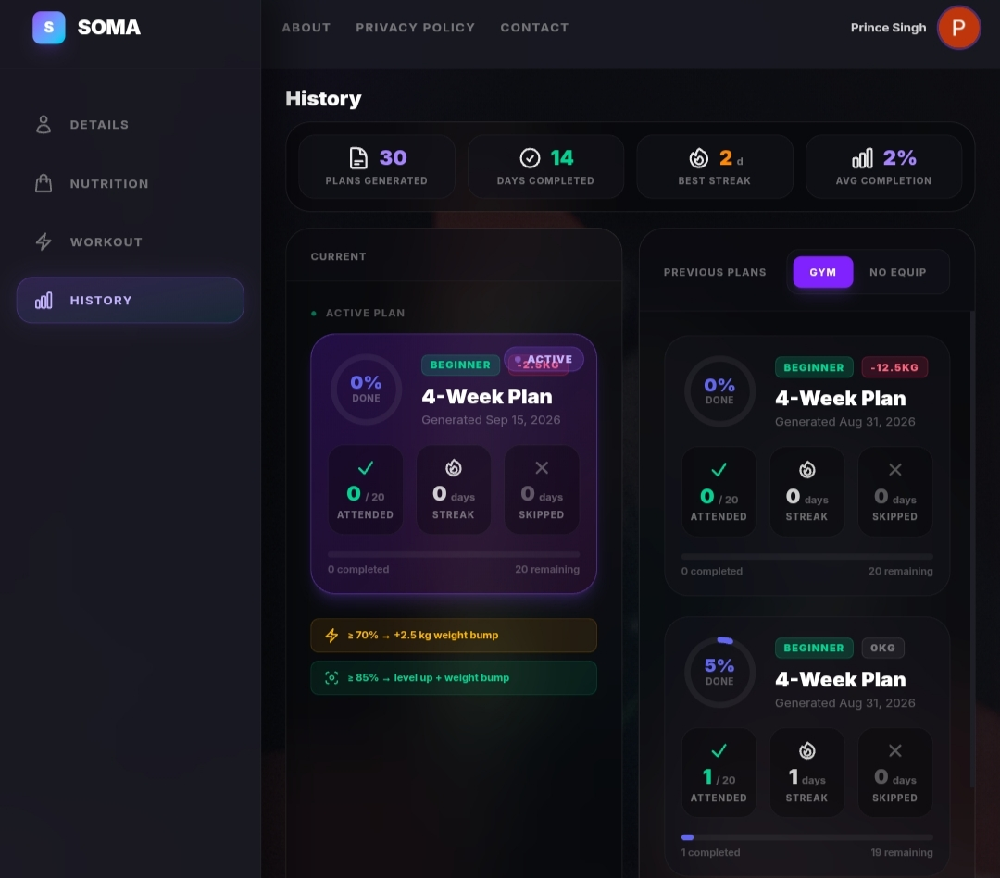 S SOMA
ABOUT PRIVACY POLICY CONTACT
Prince Singh P
DETAILS
NUTRITION
WORKOUT
HISTORY
History
30
PLANS GENERATED
14
DAYS COMPLETED
2 d
BEST STREAK
2%
AVG COMPLETION
CURRENT
ACTIVE PLAN
0%
DONE
BEGINNER -2.5KG ACTIVE
4-Week Plan
Generated Sep 15, 2026
0 / 20
ATTENDED
0 days
STREAK
0 days
SKIPPED
0 completed 20 remaining
≥ 70% → +2.5 kg weight bump
≥ 85% → level up + weight bump
PREVIOUS PLANS GYM NO EQUIP
0%
DONE
BEGINNER -12.5KG
4-Week Plan
Generated Aug 31, 2026
0 / 20
ATTENDED
0 days
STREAK
0 days
SKIPPED
0 completed 20 remaining
5%
DONE
BEGINNER 0KG
4-Week Plan
Generated Aug 31, 2026
1 / 20
ATTENDED
1 days
STREAK
0 days
SKIPPED
1 completed 19 remaining